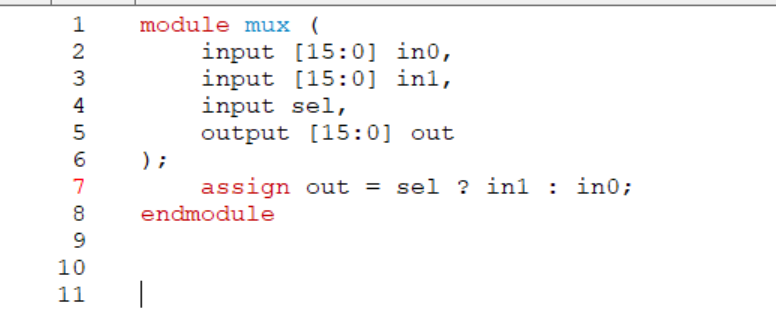 1 module mux (
2 input [15:0] in0,
3 input [15:0] in1,
4 input sel,
5 output [15:0] out
6 );
7 assign out = sel ? in1 : in0;
8 endmodule
9
10
11